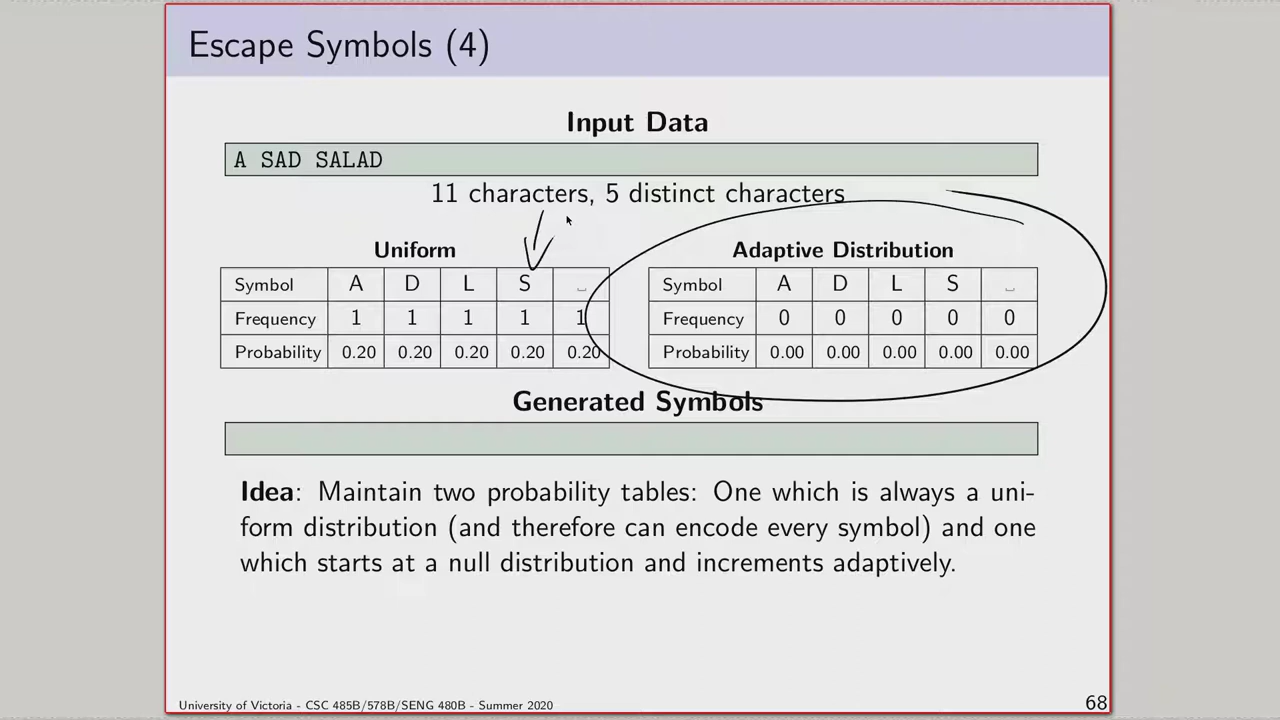 Escape Symbols (4)
Input Data
A SAD SALAD
11 characters, 5 distinct characters
Uniform
Symbol A D L S ␣
Frequency 1 1 1 1 1
Probability 0.20 0.20 0.20 0.20 0.20
Adaptive Distribution
Symbol A D L S ␣
Frequency 0 0 0 0 0
Probability 0.00 0.00 0.00 0.00 0.00
Generated Symbols
Idea: Maintain two probability tables: One which is always a uni-
form distribution (and therefore can encode every symbol) and one
which starts at a null distribution and increments adaptively.
University of Victoria - CSC 485B/578B/SENG 480B - Summer 2020
68